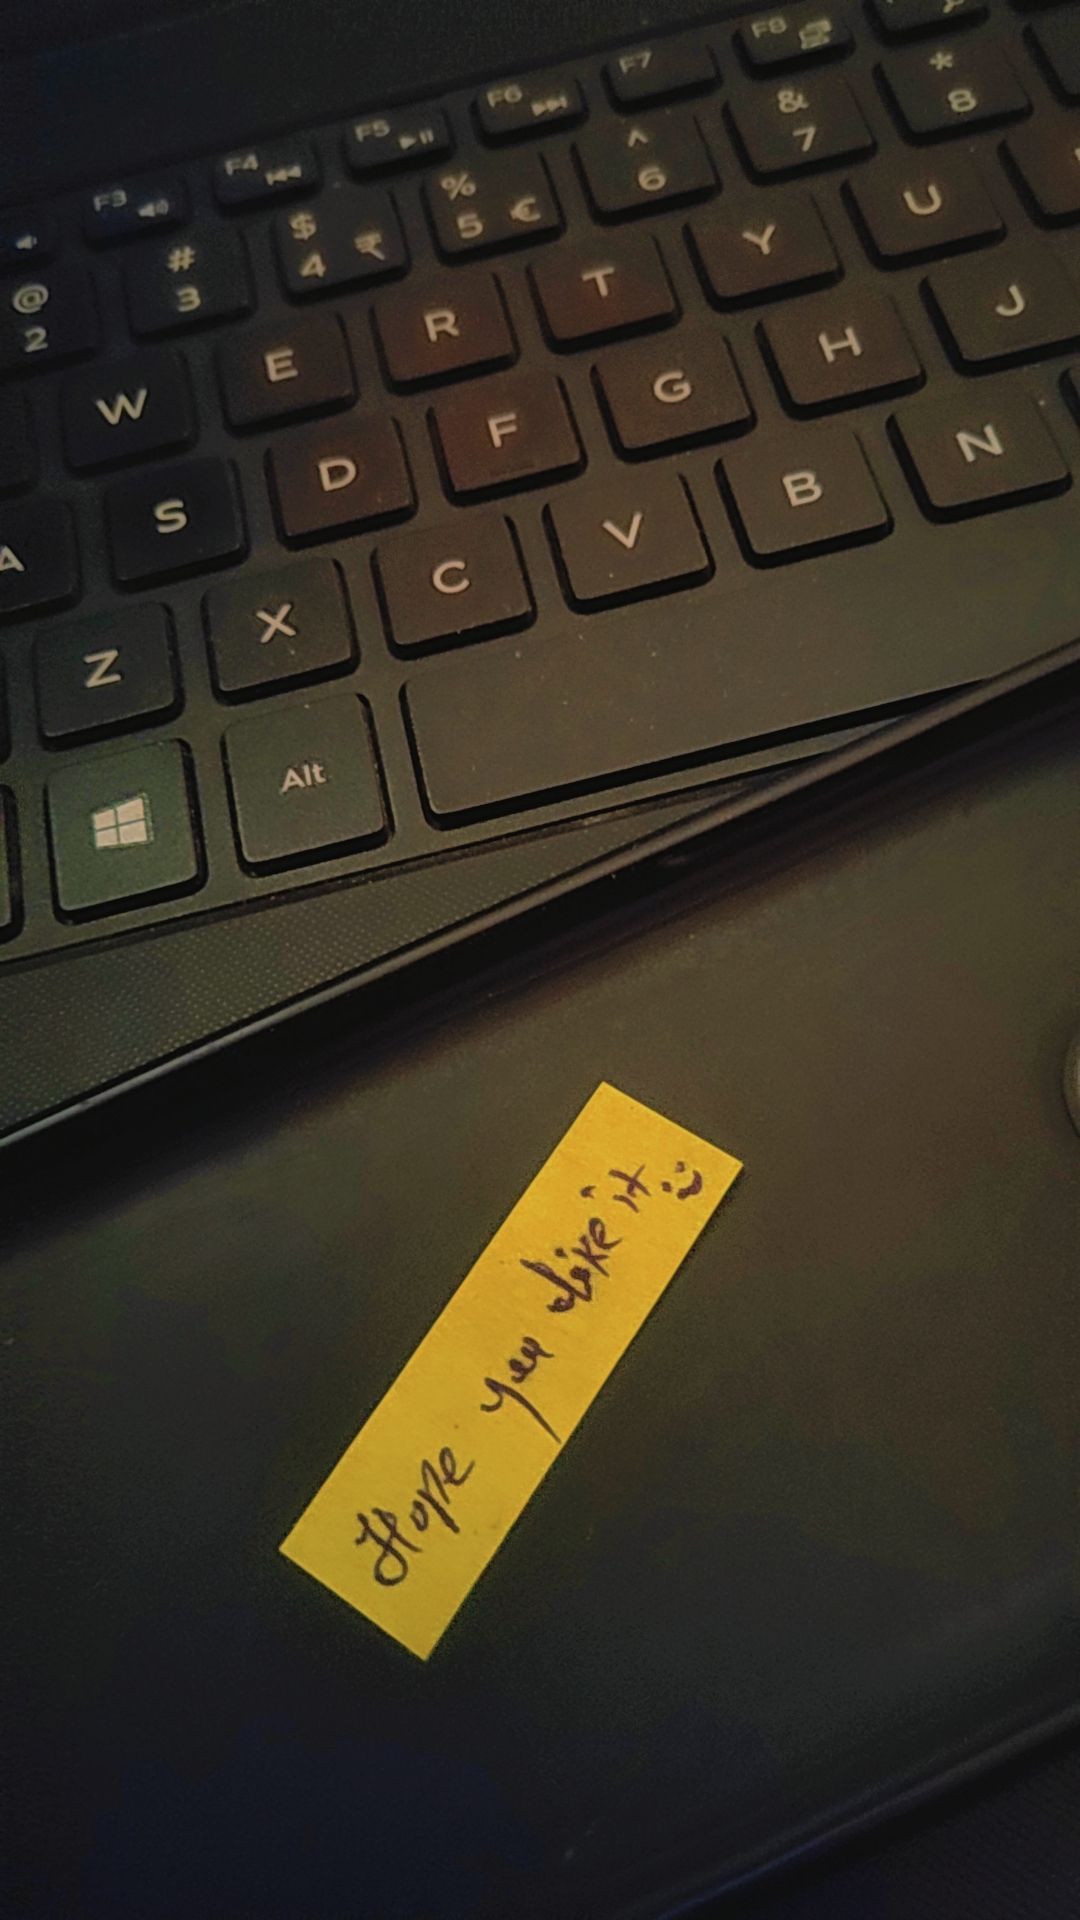 F3 F4 F5 F6 F7 F8
@ # $ % ^ & *
2 3 4 ₹ 5 € 6 7 8
W E R T Y U
A S D F G H J
Z X C V B N
Alt
Hope you like it :)